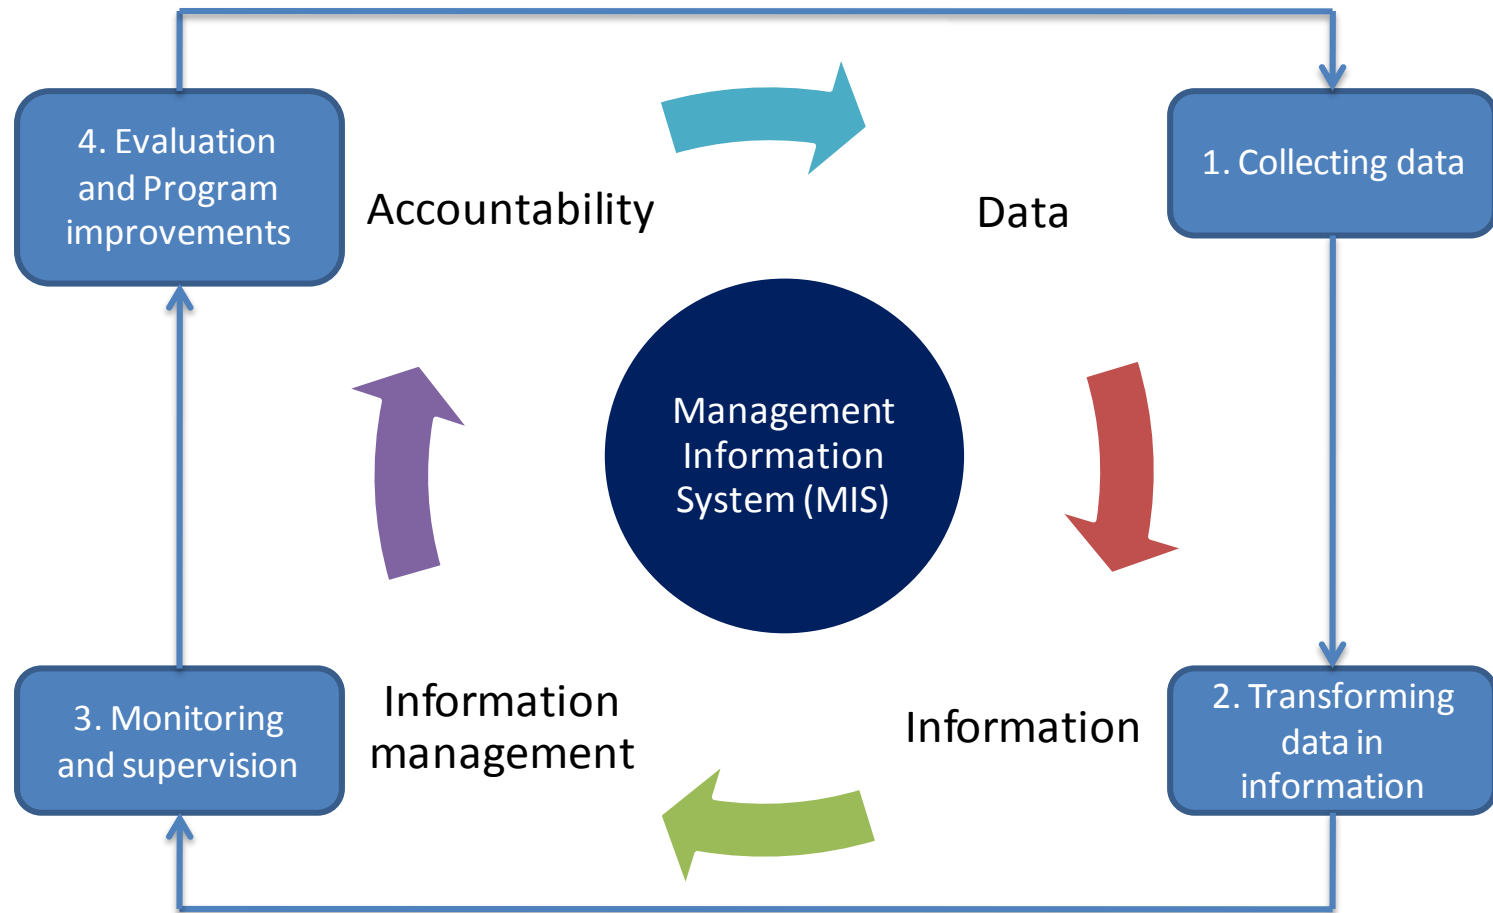 4. Evaluation
and Program
improvements
Accountability
Data
1. Collecting data
Management
Information
System (MIS)
3. Monitoring
and supervision
Information
management
Information
2. Transforming
data in
information